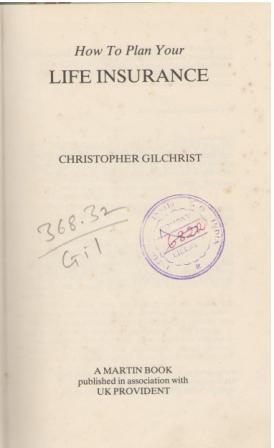 How To Plan Your
LIFE INSURANCE
CHRISTOPHER GILCHRIST
368.32
Gil
6822
A MARTIN BOOK
published in association with
UK PROVIDENT